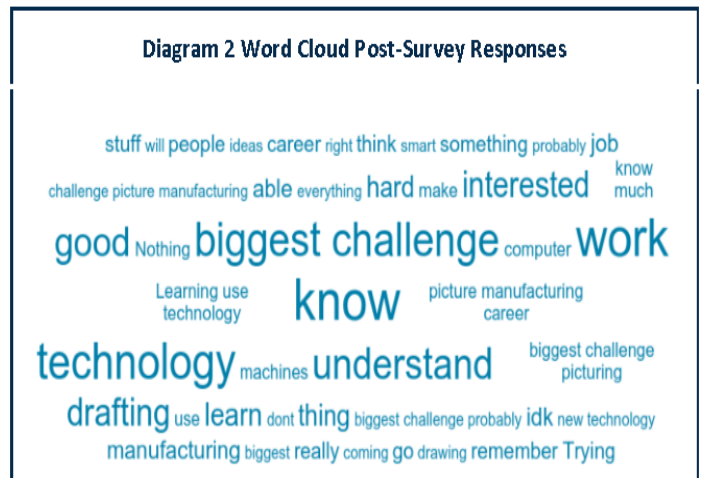 Diagram 2 Word Cloud Post-Survey Responses
stuff will people ideas career right think smart something probably job
challenge picture manufacturing able everything hard make interested know much
good Nothing biggest challenge computer work
Learning use technology know picture manufacturing career
technology machines understand biggest challenge picturing
drafting use learn dont thing biggest challenge probably idk new technology
manufacturing biggest really coming go drawing remember Trying